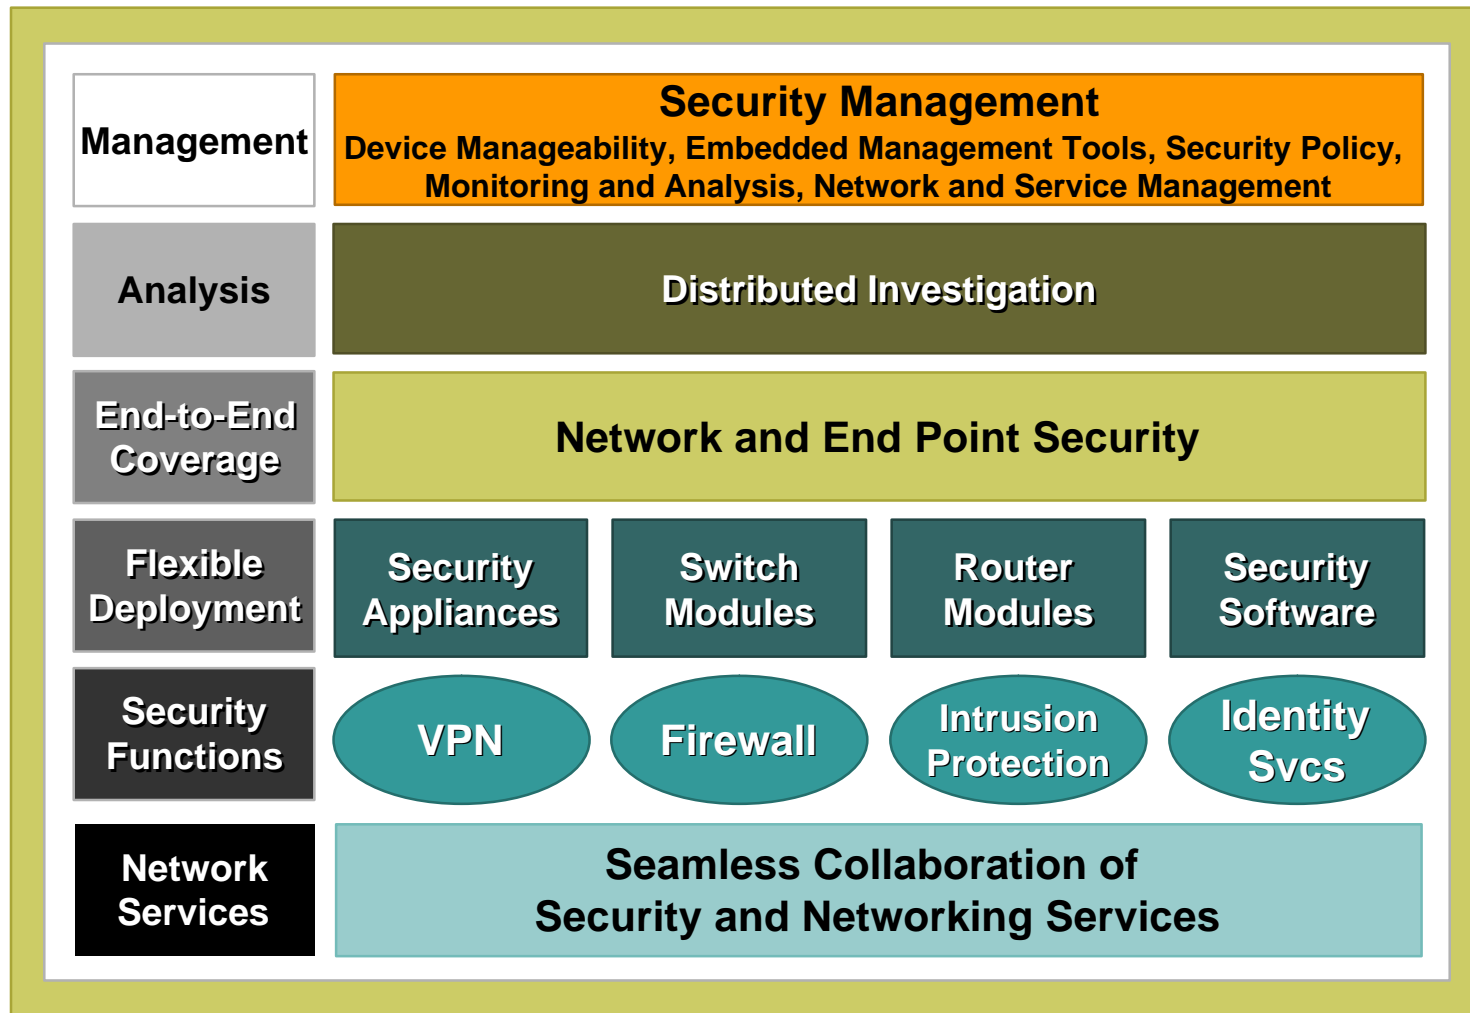 Management
Security Management
Device Manageability, Embedded Management Tools, Security Policy,
Monitoring and Analysis, Network and Service Management
Analysis
Distributed Investigation
End-to-End
Coverage
Network and End Point Security
Flexible
Deployment
Security
Appliances
Switch
Modules
Router
Modules
Security
Software
Security
Functions
VPN
Firewall
Intrusion
Protection
Identity
Svcs
Network
Services
Seamless Collaboration of
Security and Networking Services